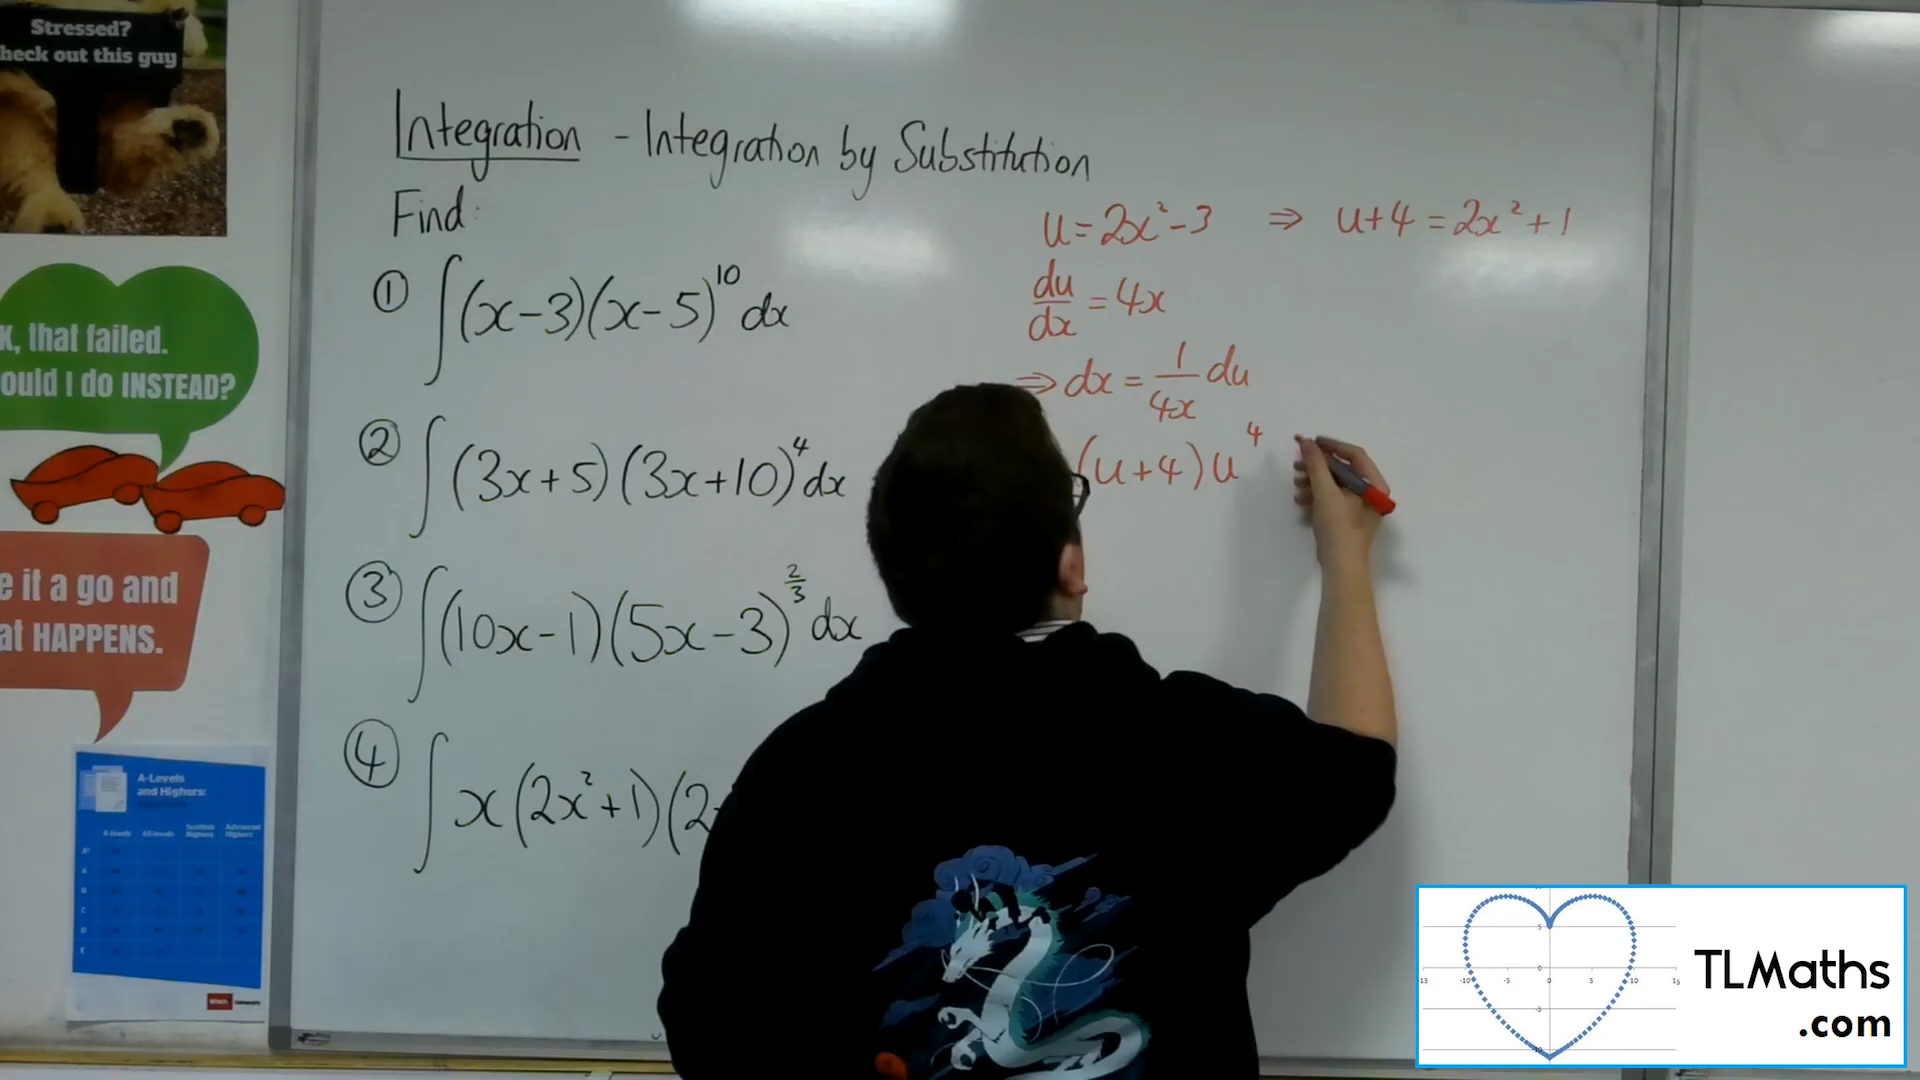 Stressed?
heck out this guy
K, that failed.
ould I do INSTEAD?
e it a go and
at HAPPENS.
A-Levels
and Highers:
Integration - Integration by Substitution
Find:
① ∫(x-3)(x-5)¹⁰ dx
② ∫(3x+5)(3x+10)⁴ dx
③ ∫(10x-1)(5x-3)^(2/3) dx
④ ∫x(2x²+1)(2
u=2x²-3 ⇒ u+4=2x²+1
du/dx = 4x
⇒ dx = 1/4x du
(u+4)u⁴
TLMaths
.com